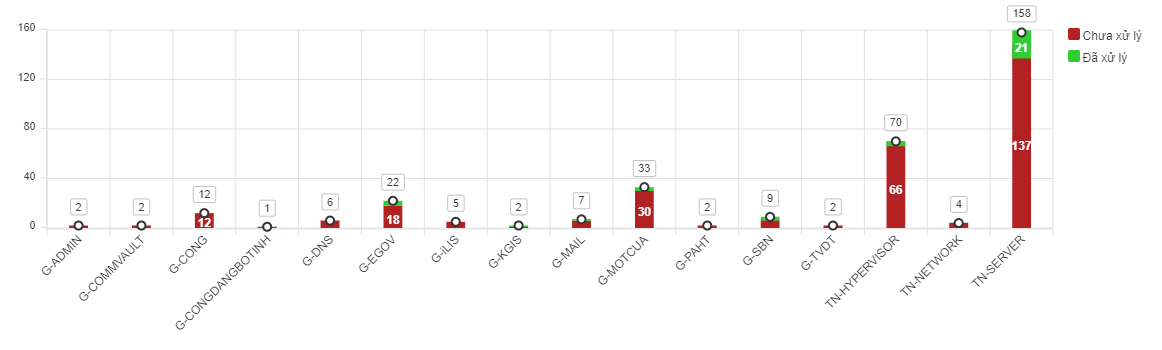 160
120
80
40
0
158
21
137
70
66
33
30
22
18
12
12
9
7
6
5
4
2
2
2
2
2
1
G-ADMIN
G-COMMVAULT
G-CONG
G-CONGDANGBOTINH
G-DNS
G-EGOV
G-iLIS
G-KGIS
G-MAIL
G-MOTCUA
G-PAHT
G-SBN
G-TVDT
TN-HYPERVISOR
TN-NETWORK
TN-SERVER
Chưa xử lý
Đã xử lý